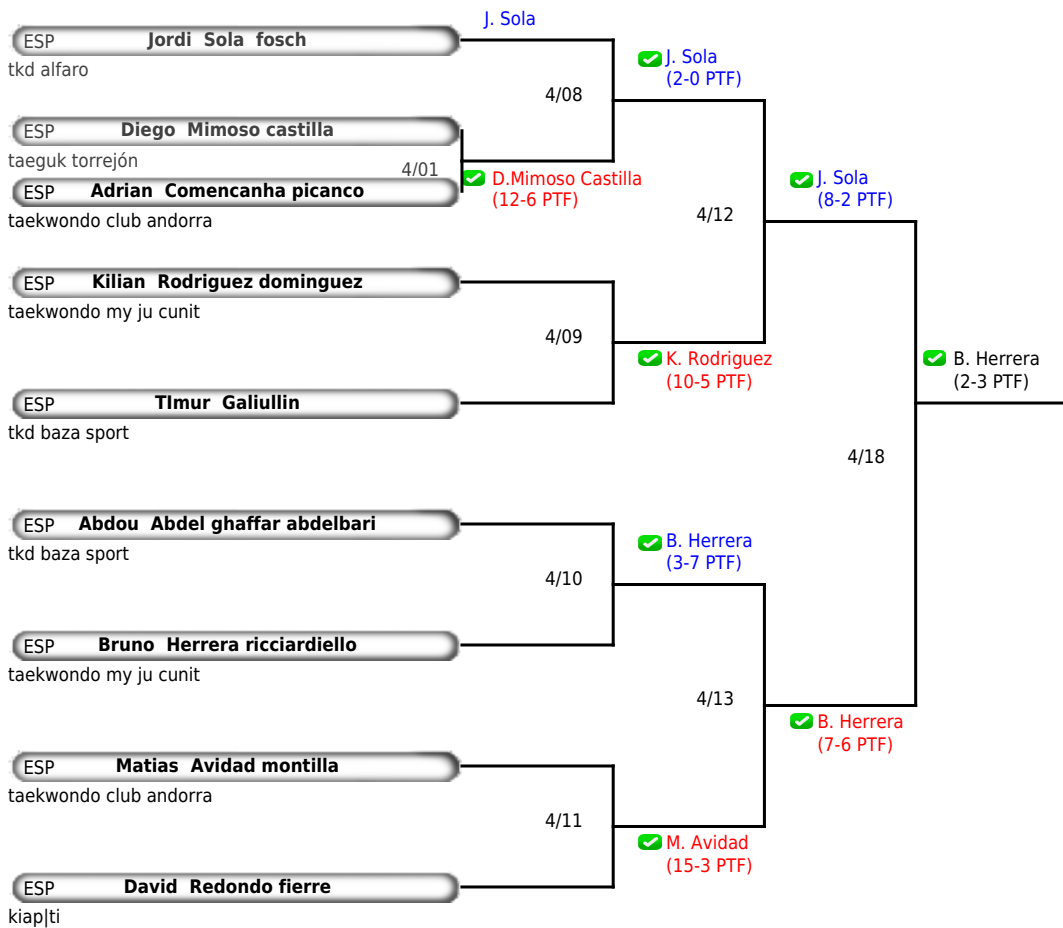 J. Sola
ESP Jordi Sola fosch
tkd alfaro
J. Sola
(2-0 PTF)
4/08
ESP Diego Mimoso castilla
taeguk torrejón
4/01
D.Mimoso Castilla
(12-6 PTF)
J. Sola
(8-2 PTF)
ESP Adrian Comencanha picanco
taekwondo club andorra
4/12
ESP Kilian Rodriguez dominguez
taekwondo my ju cunit
4/09
K. Rodriguez
(10-5 PTF)
B. Herrera
(2-3 PTF)
ESP TImur Galiullin
tkd baza sport
4/18
ESP Abdou Abdel ghaffar abdelbari
tkd baza sport
B. Herrera
(3-7 PTF)
4/10
ESP Bruno Herrera ricciardiello
taekwondo my ju cunit
4/13
B. Herrera
(7-6 PTF)
ESP Matias Avidad montilla
taekwondo club andorra
4/11
M. Avidad
(15-3 PTF)
ESP David Redondo fierre
kiap|ti